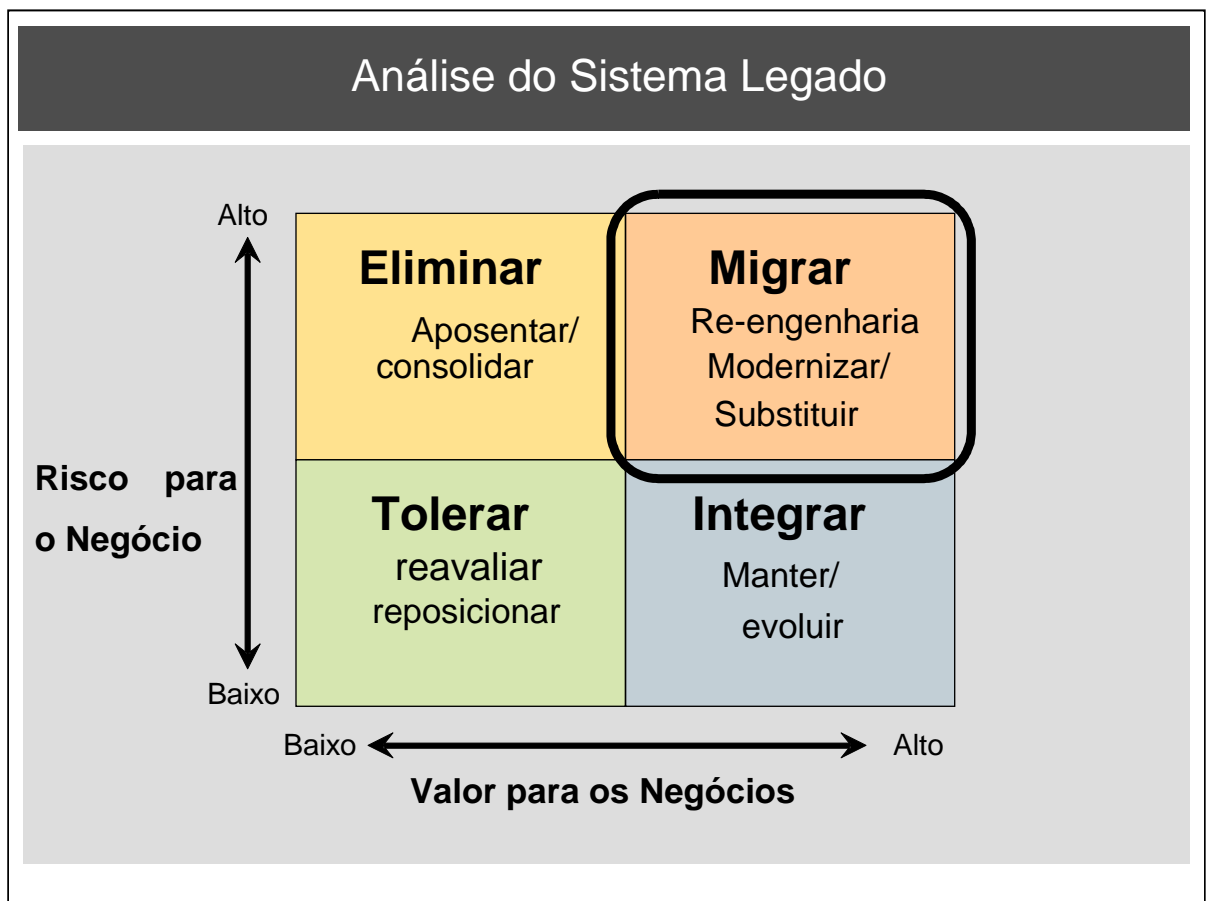 Análise do Sistema Legado
Alto
Eliminar
Aposentar/
consolidar
Migrar
Re-engenharia
Modernizar/
Substituir
Risco para
o Negócio
Tolerar
reavaliar
reposicionar
Integrar
Manter/
evoluir
Baixo
Baixo
Alto
Valor para os Negócios